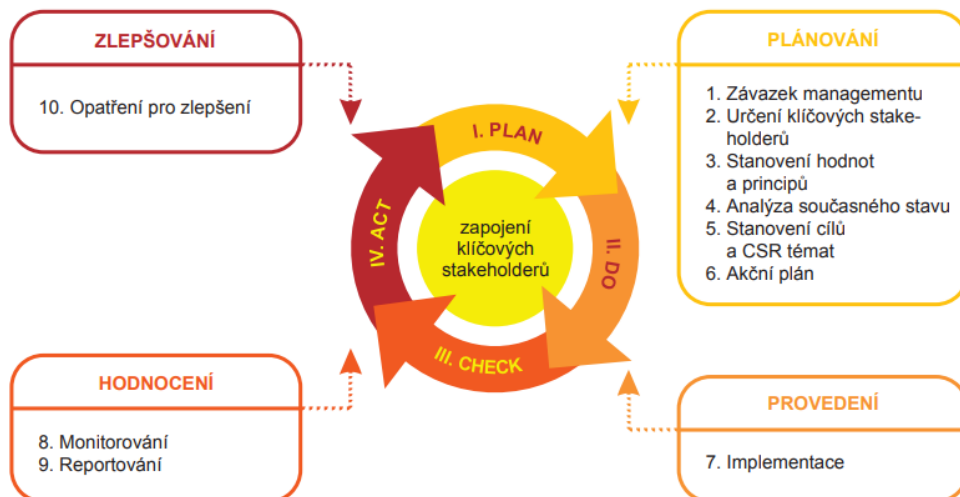 ZLEPŠOVÁNÍ
10. Opatření pro zlepšení
PLÁNOVÁNÍ
1. Závazek managementu
2. Určení klíčových stake-
holderů
3. Stanovení hodnot
a principů
4. Analýza současného stavu
5. Stanovení cílů
a CSR témat
6. Akční plán
I. PLAN
II. DO
III. CHECK
IV. ACT
zapojení
klíčových
stakeholderů
HODNOCENÍ
8. Monitorování
9. Reportování
PROVEDENÍ
7. Implementace